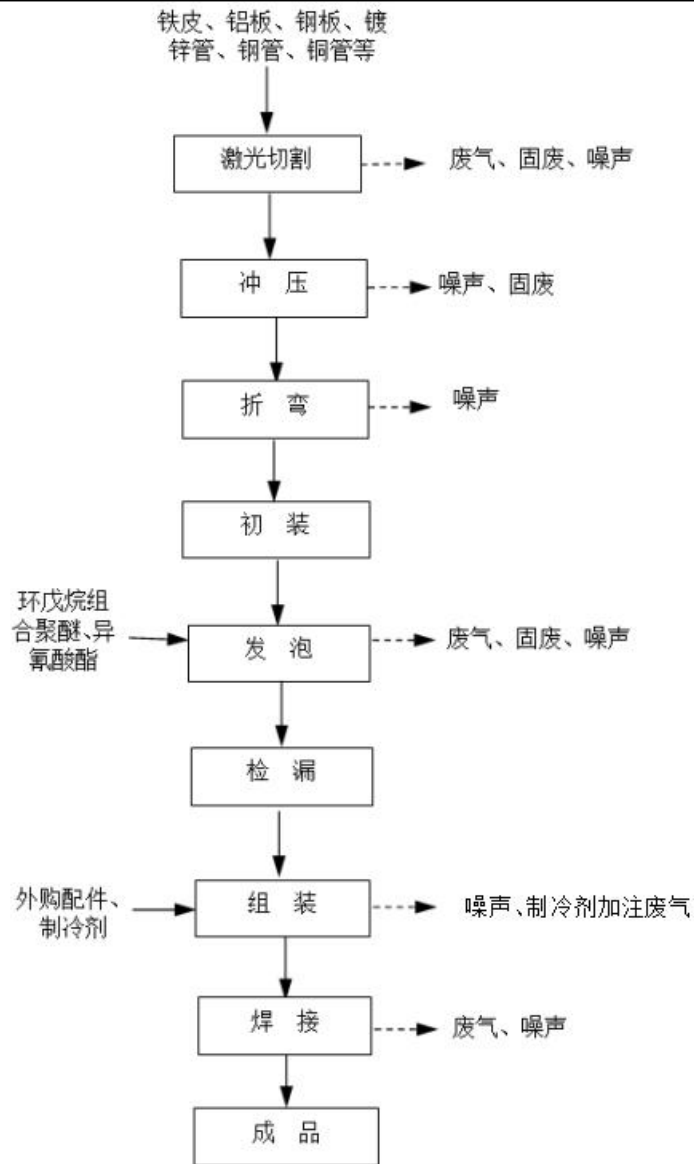 铁皮、铝板、钢板、镀
锌管、钢管、铜管等
激光切割
废气、固废、噪声
冲 压
噪声、固废
折 弯
噪声
初 装
环戊烷组
合聚醚、异
氰酸酯
发 泡
废气、固废、噪声
检 漏
外购配件、
制冷剂
组 装
噪声、制冷剂加注废气
焊 接
废气、噪声
成 品